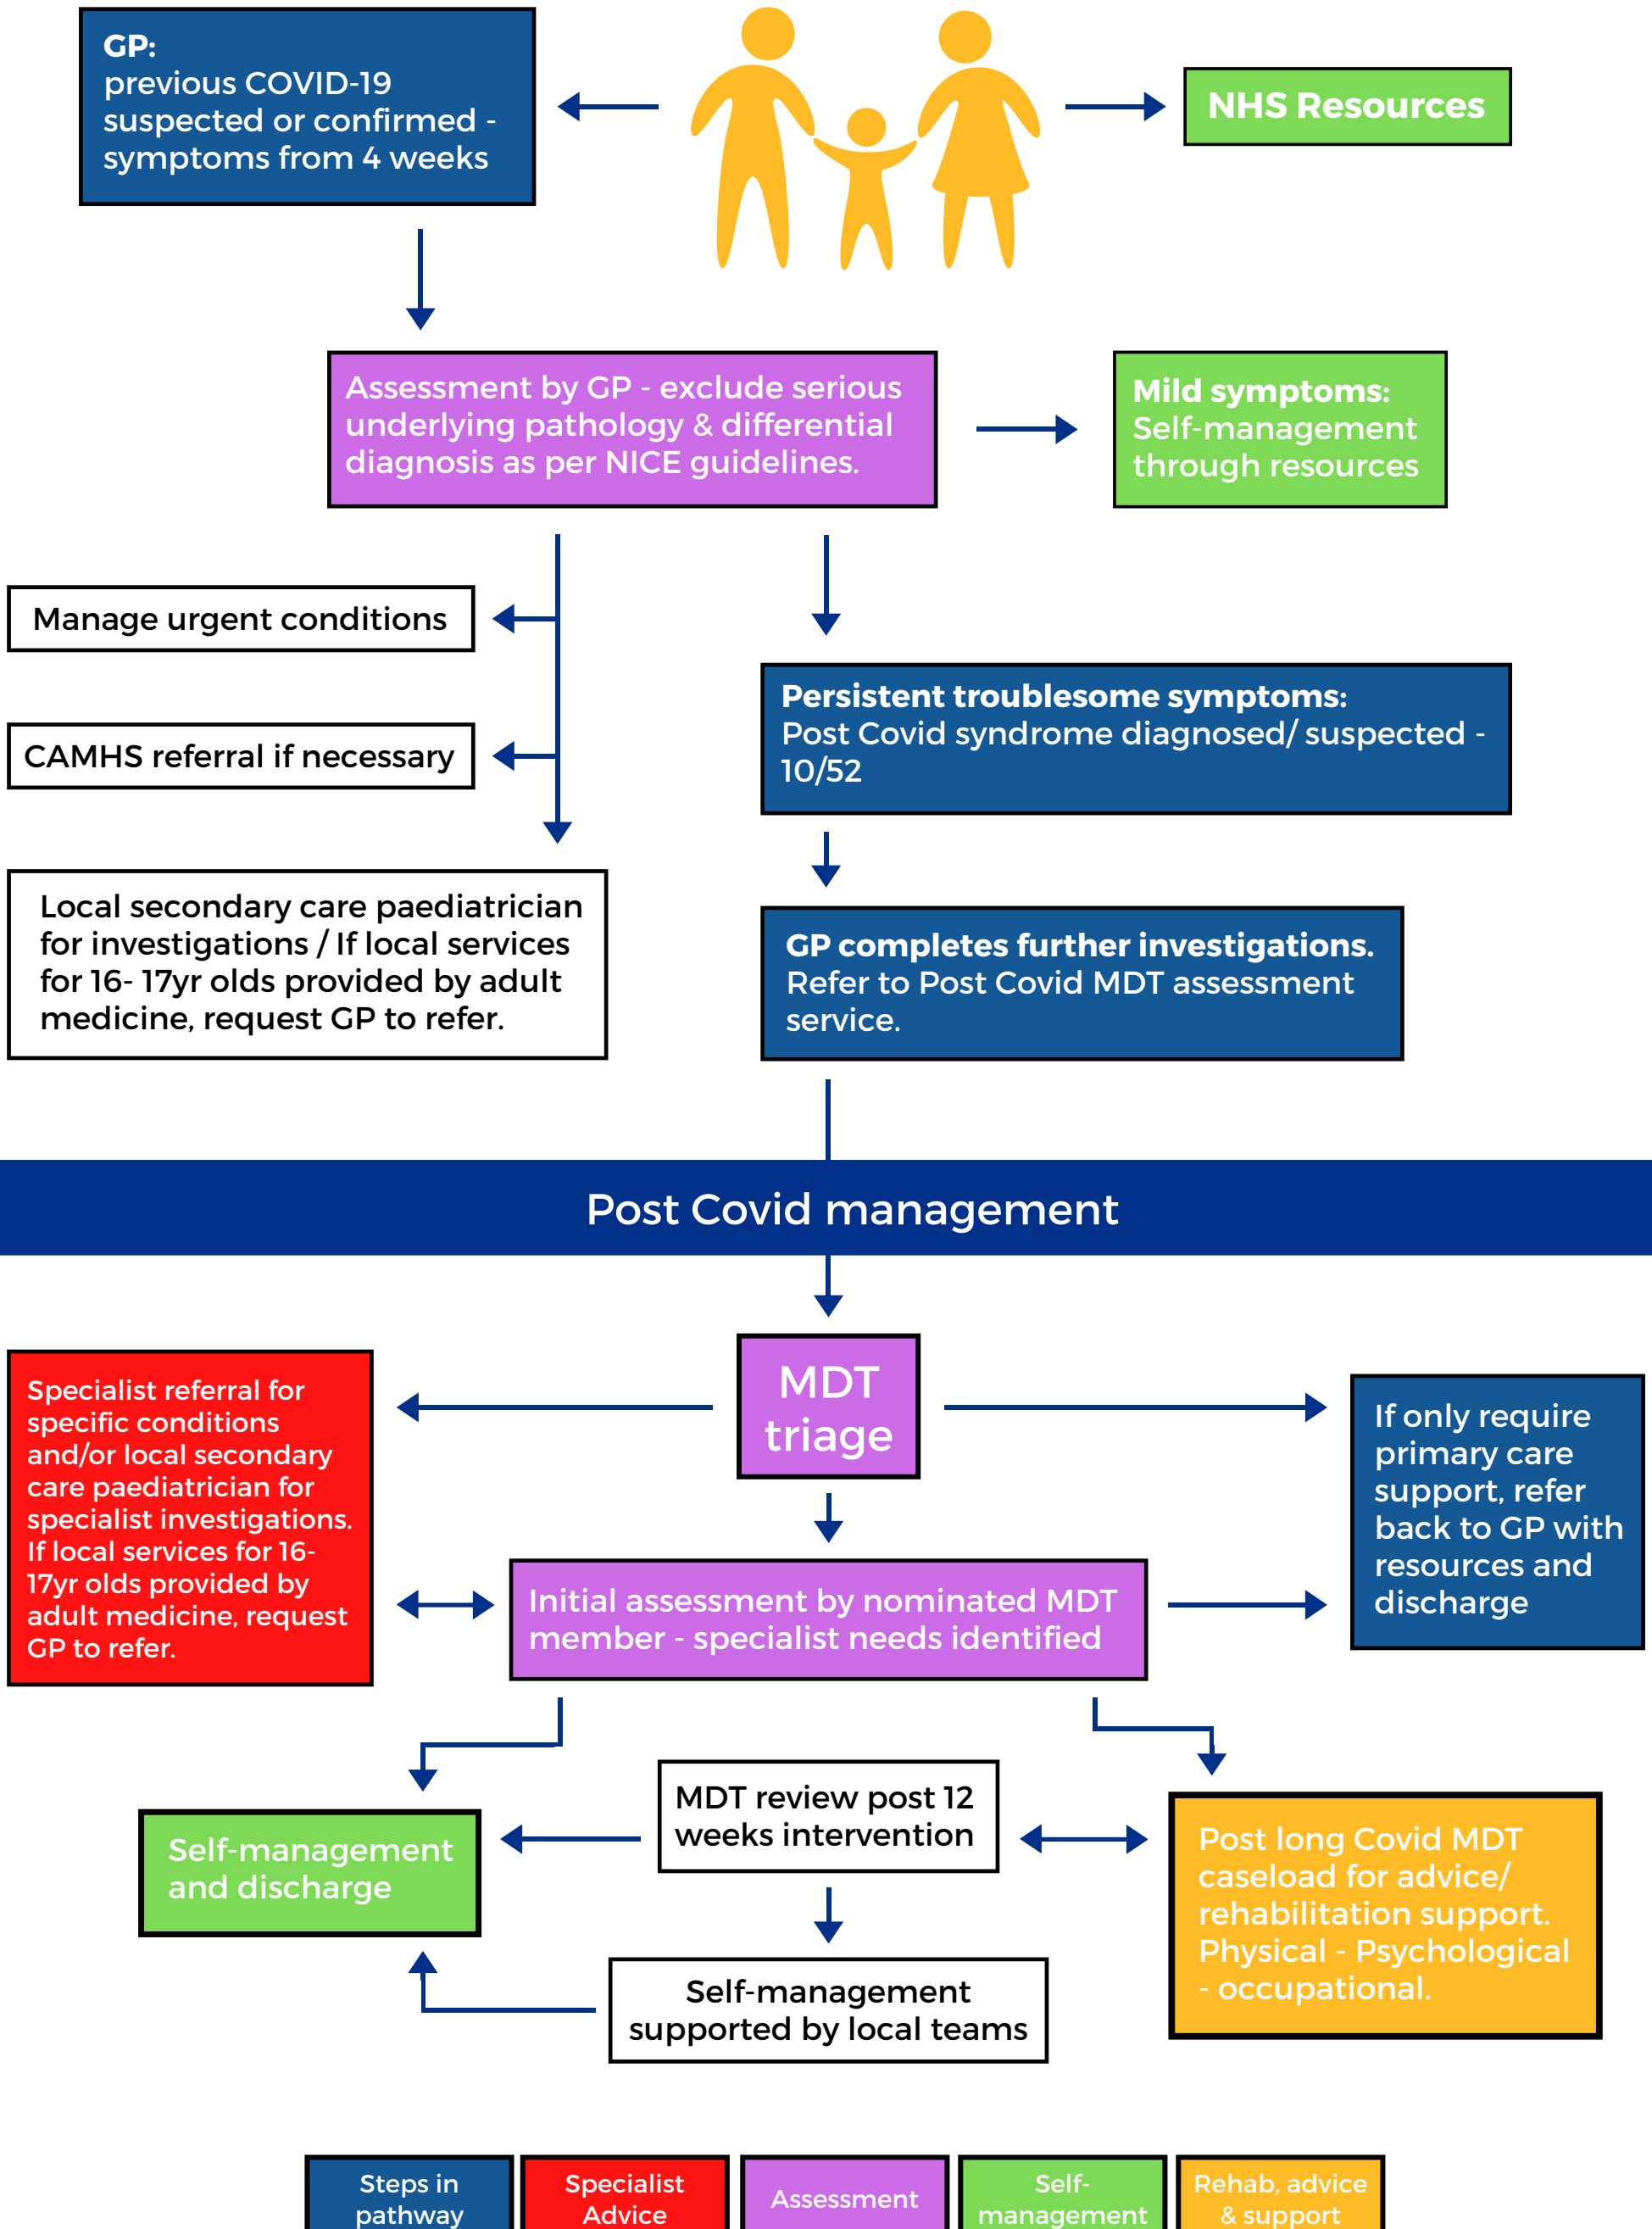 GP:
previous COVID-19
suspected or confirmed -
symptoms from 4 weeks
NHS Resources
Assessment by GP - exclude serious
underlying pathology & differential
diagnosis as per NICE guidelines.
Mild symptoms:
Self-management
through resources
Manage urgent conditions
CAMHS referral if necessary
Local secondary care paediatrician
for investigations / If local services
for 16- 17yr olds provided by adult
medicine, request GP to refer.
Persistent troublesome symptoms:
Post Covid syndrome diagnosed/ suspected -
10/52
GP completes further investigations.
Refer to Post Covid MDT assessment
service.
Post Covid management
MDT
triage
Specialist referral for
specific conditions
and/or local secondary
care paediatrician for
specialist investigations.
If local services for 16-
17yr olds provided by
adult medicine, request
GP to refer.
If only require
primary care
support, refer
back to GP with
resources and
discharge
Initial assessment by nominated MDT
member - specialist needs identified
MDT review post 12
weeks intervention
Self-management
and discharge
Post long Covid MDT
caseload for advice/
rehabilitation support.
Physical - Psychological
- occupational.
Self-management
supported by local teams
Steps in
pathway
Specialist
Advice
Assessment
Self-
management
Rehab, advice
& support